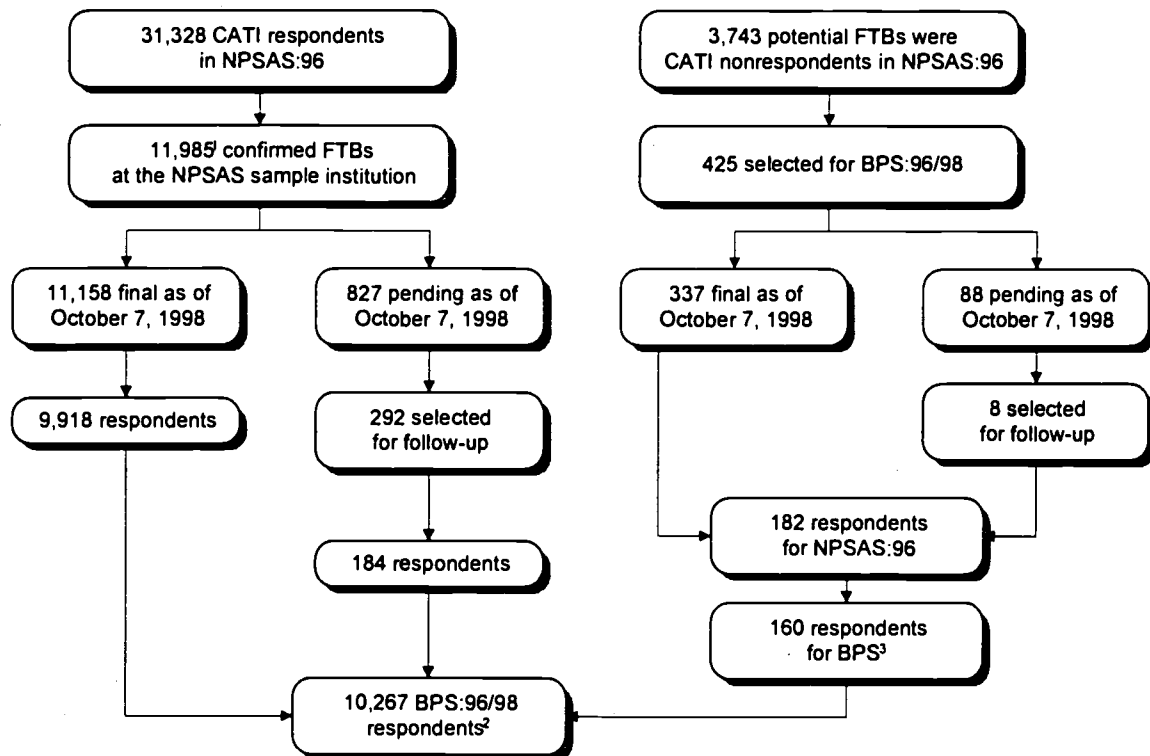 31,328 CATI respondents
in NPSAS:96
3,743 potential FTBs were
CATI nonrespondents in NPSAS:96
11,985¹ confirmed FTBs
at the NPSAS sample institution
425 selected for BPS:96/98
11,158 final as of
October 7, 1998
827 pending as of
October 7, 1998
337 final as of
October 7, 1998
88 pending as of
October 7, 1998
9,918 respondents
292 selected
for follow-up
8 selected
for follow-up
182 respondents
for NPSAS:96
184 respondents
160 respondents
for BPS³
10,267 BPS:96/98
respondents²